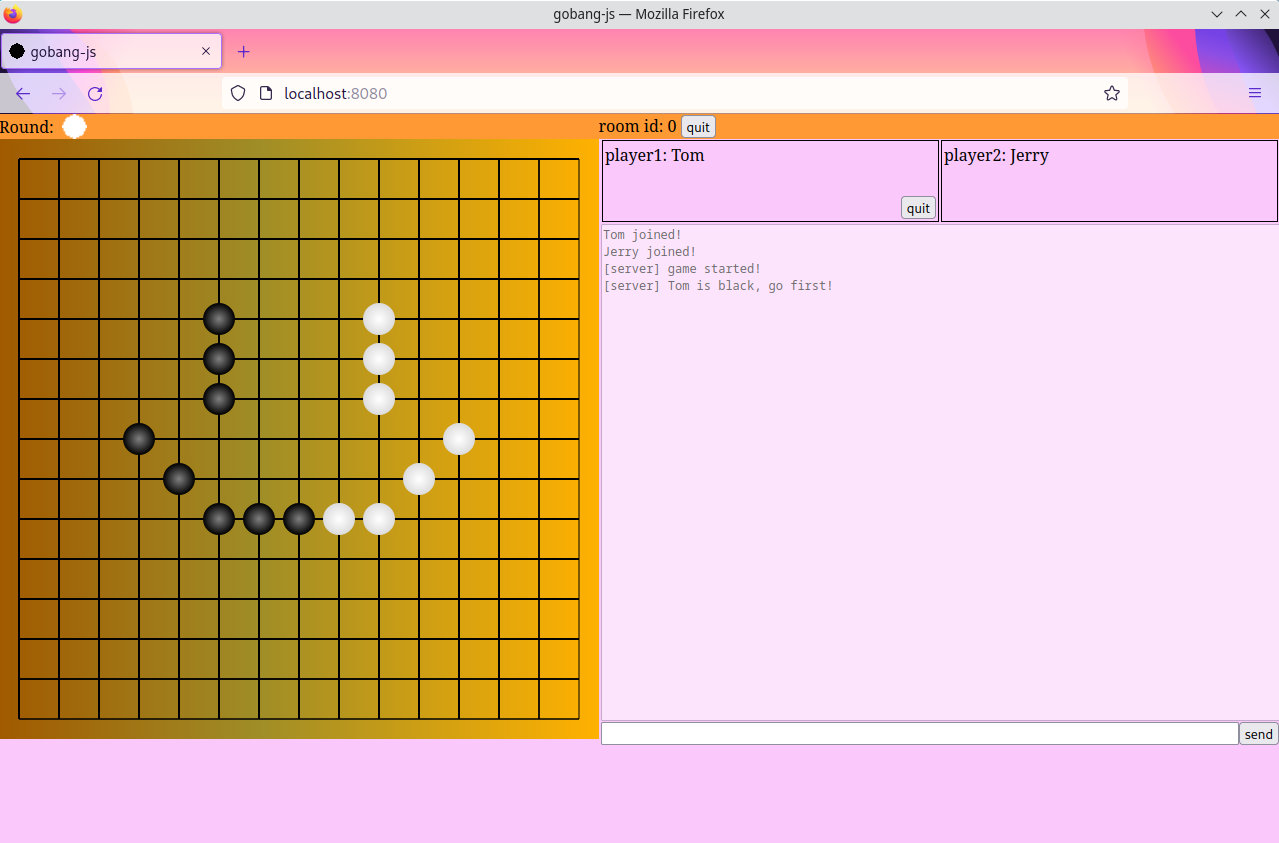 gobang-js — Mozilla Firefox
gobang-js
localhost:8080
Round:
room id: 0 quit
player1: Tom
quit
player2: Jerry
Tom joined!
Jerry joined!
[server] game started!
[server] Tom is black, go first!
send